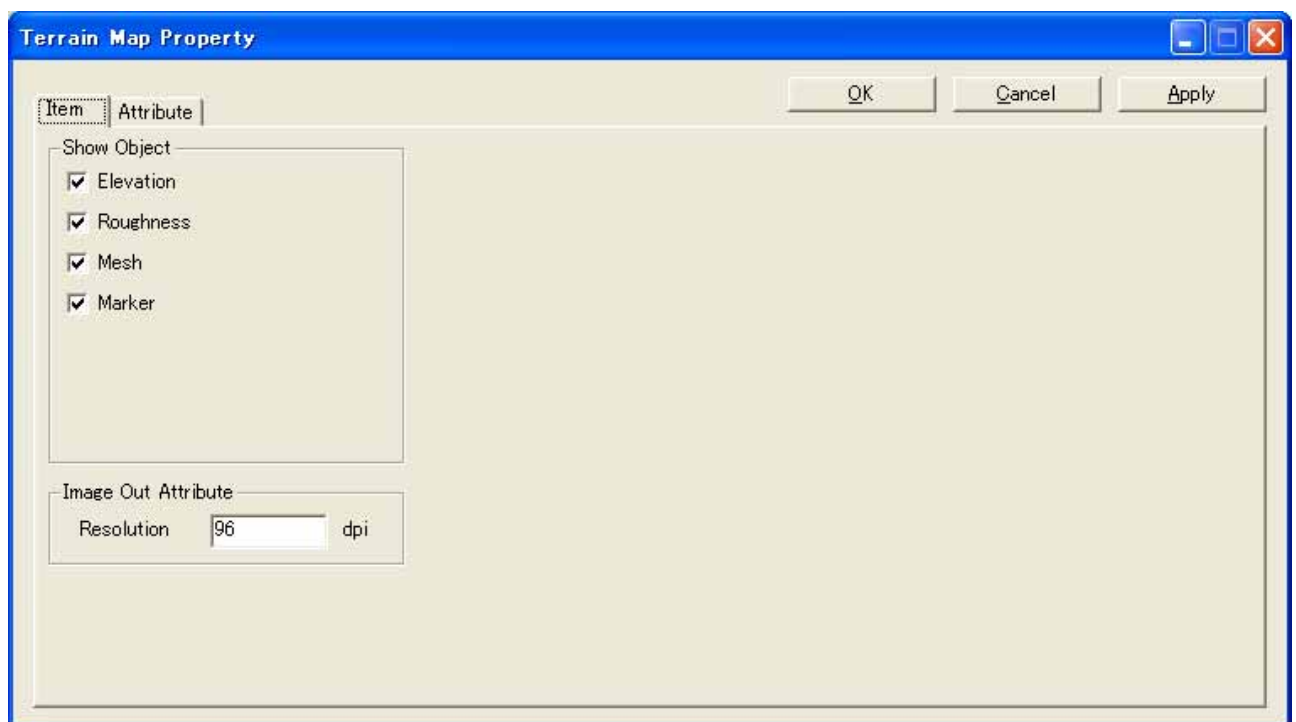 Terrain Map Property
OK Cancel Apply
Item Attribute
Show Object
Elevation
Roughness
Mesh
Marker
Image Out Attribute
Resolution 96 dpi